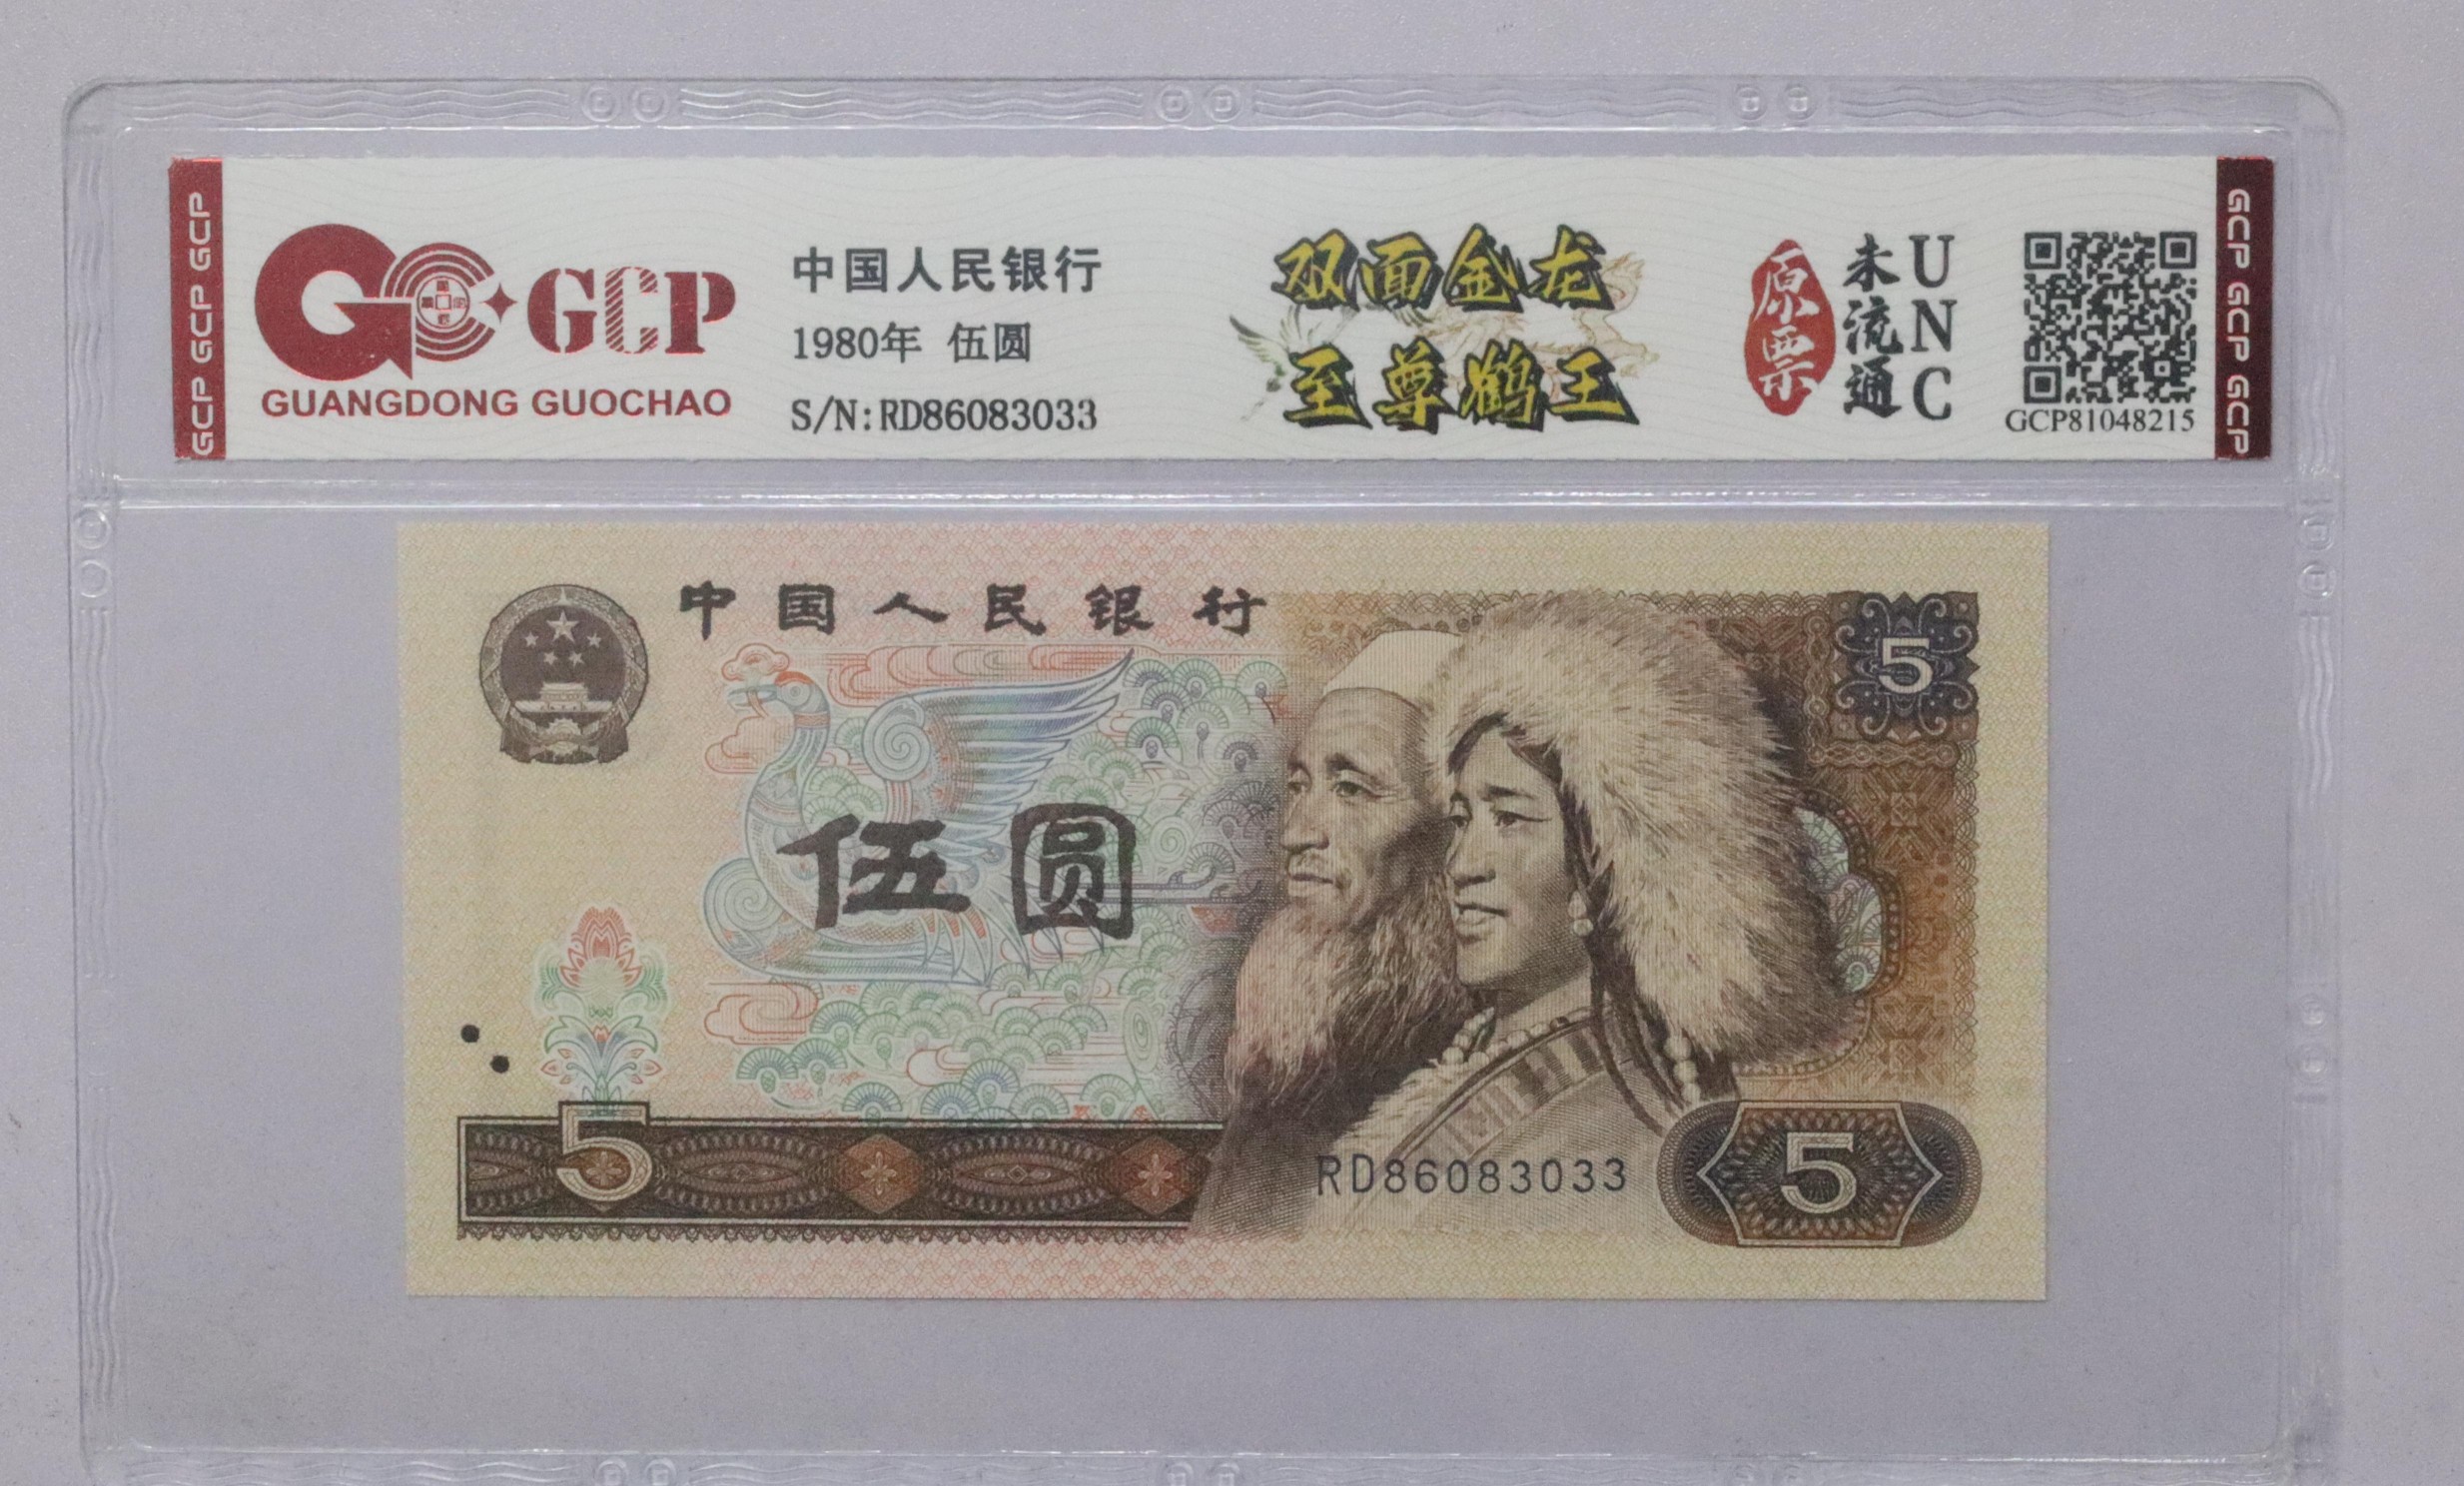 GCP GCP GCP
GCP
GUANGDONG GUOCHAO
中国人民银行
1980年 伍圆
S/N:RD86083033
双面金龙
至尊鹤王
原票
未流通
UNC
GCP81048215
GCP GCP GCP
中国人民银行
5
伍圆
5
RD86083033
5